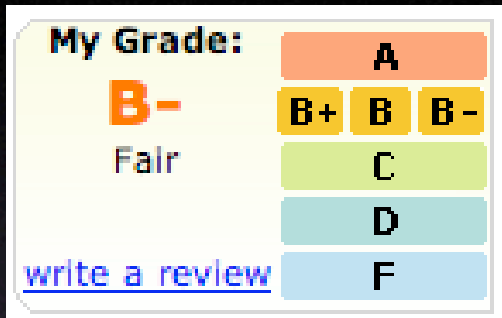 My Grade:
B-
Fair
write a review
A
B+ B B-
C
D
F